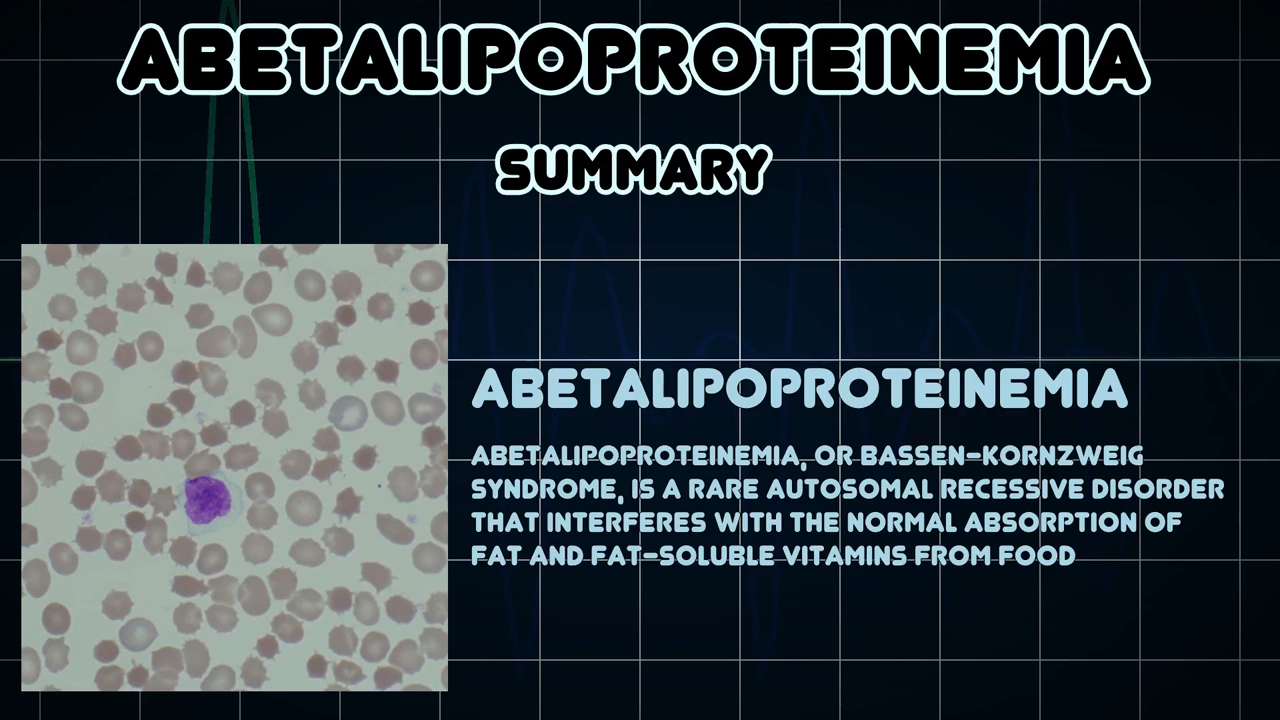 ABETALIPOPROTEINEMIA
SUMMARY
ABETALIPOPROTEINEMIA
ABETALIPOPROTEINEMIA, OR BASSEN-KORNZWEIG
SYNDROME, IS A RARE AUTOSOMAL RECESSIVE DISORDER
THAT INTERFERES WITH THE NORMAL ABSORPTION OF
FAT AND FAT-SOLUBLE VITAMINS FROM FOOD